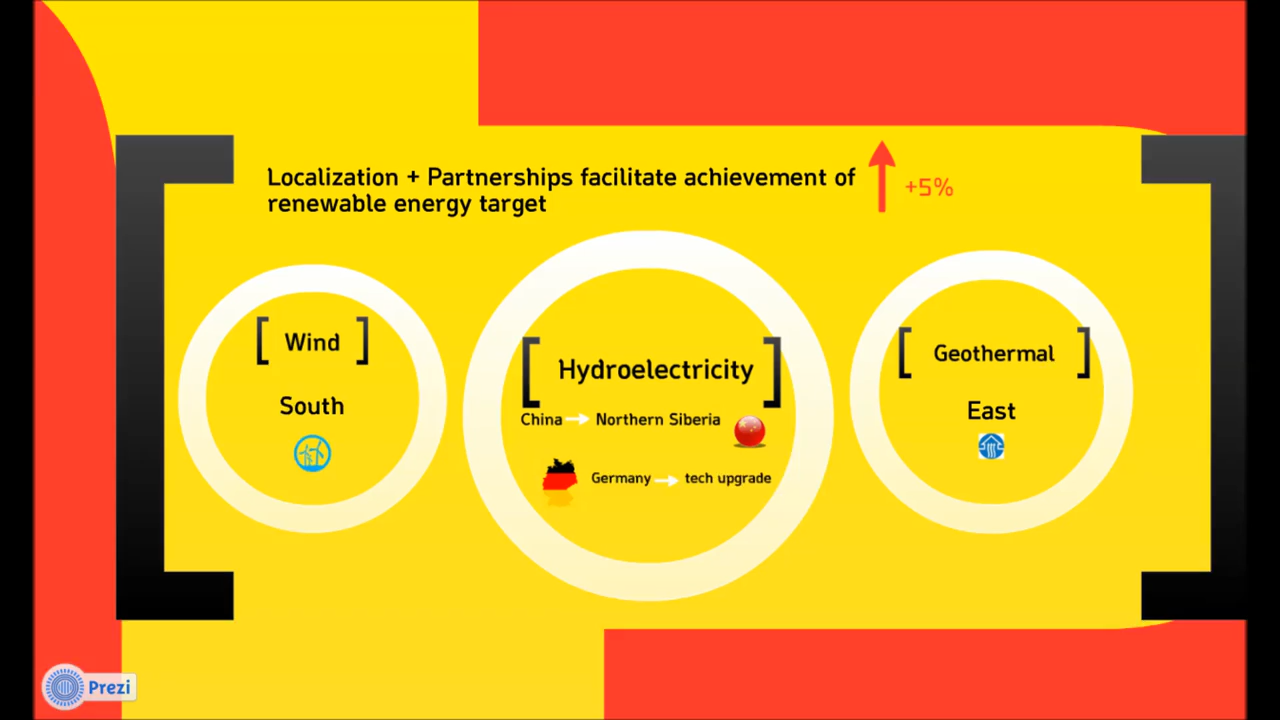 Localization + Partnerships facilitate achievement of
renewable energy target
+5%
Wind
South
Hydroelectricity
China
Northern Siberia
Germany
tech upgrade
Geothermal
East
Prezi